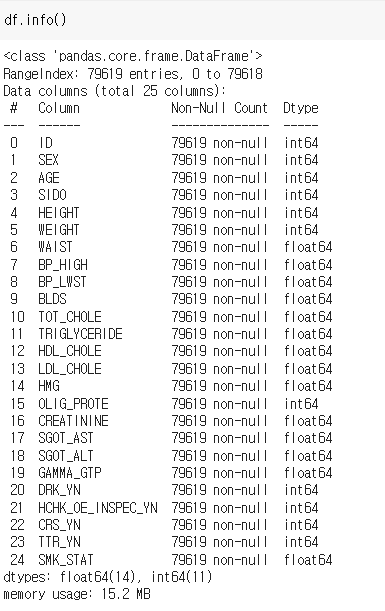 df.info()
<class 'pandas.core.frame.DataFrame'>
RangeIndex: 79619 entries, 0 to 79618
Data columns (total 25 columns):
 #   Column             Non-Null Count  Dtype
---  ------             --------------  -----
 0   ID                 79619 non-null  int64
 1   SEX                79619 non-null  int64
 2   AGE                79619 non-null  int64
 3   SIDO               79619 non-null  int64
 4   HEIGHT             79619 non-null  int64
 5   WEIGHT             79619 non-null  int64
 6   WAIST              79619 non-null  float64
 7   BP_HIGH            79619 non-null  float64
 8   BP_LWST            79619 non-null  float64
 9   BLDS               79619 non-null  float64
 10  TOT_CHOLE          79619 non-null  float64
 11  TRIGLYCERIDE       79619 non-null  float64
 12  HDL_CHOLE          79619 non-null  float64
 13  LDL_CHOLE          79619 non-null  float64
 14  HMG                79619 non-null  float64
 15  OLIG_PROTE         79619 non-null  int64
 16  CREATININE         79619 non-null  float64
 17  SGOT_AST           79619 non-null  float64
 18  SGOT_ALT           79619 non-null  float64
 19  GAMMA_GTP          79619 non-null  float64
 20  DRK_YN             79619 non-null  int64
 21  HCHK_OE_INSPEC_YN  79619 non-null  int64
 22  CRS_YN             79619 non-null  int64
 23  TTR_YN             79619 non-null  int64
 24  SMK_STAT           79619 non-null  float64
dtypes: float64(14), int64(11)
memory usage: 15.2 MB